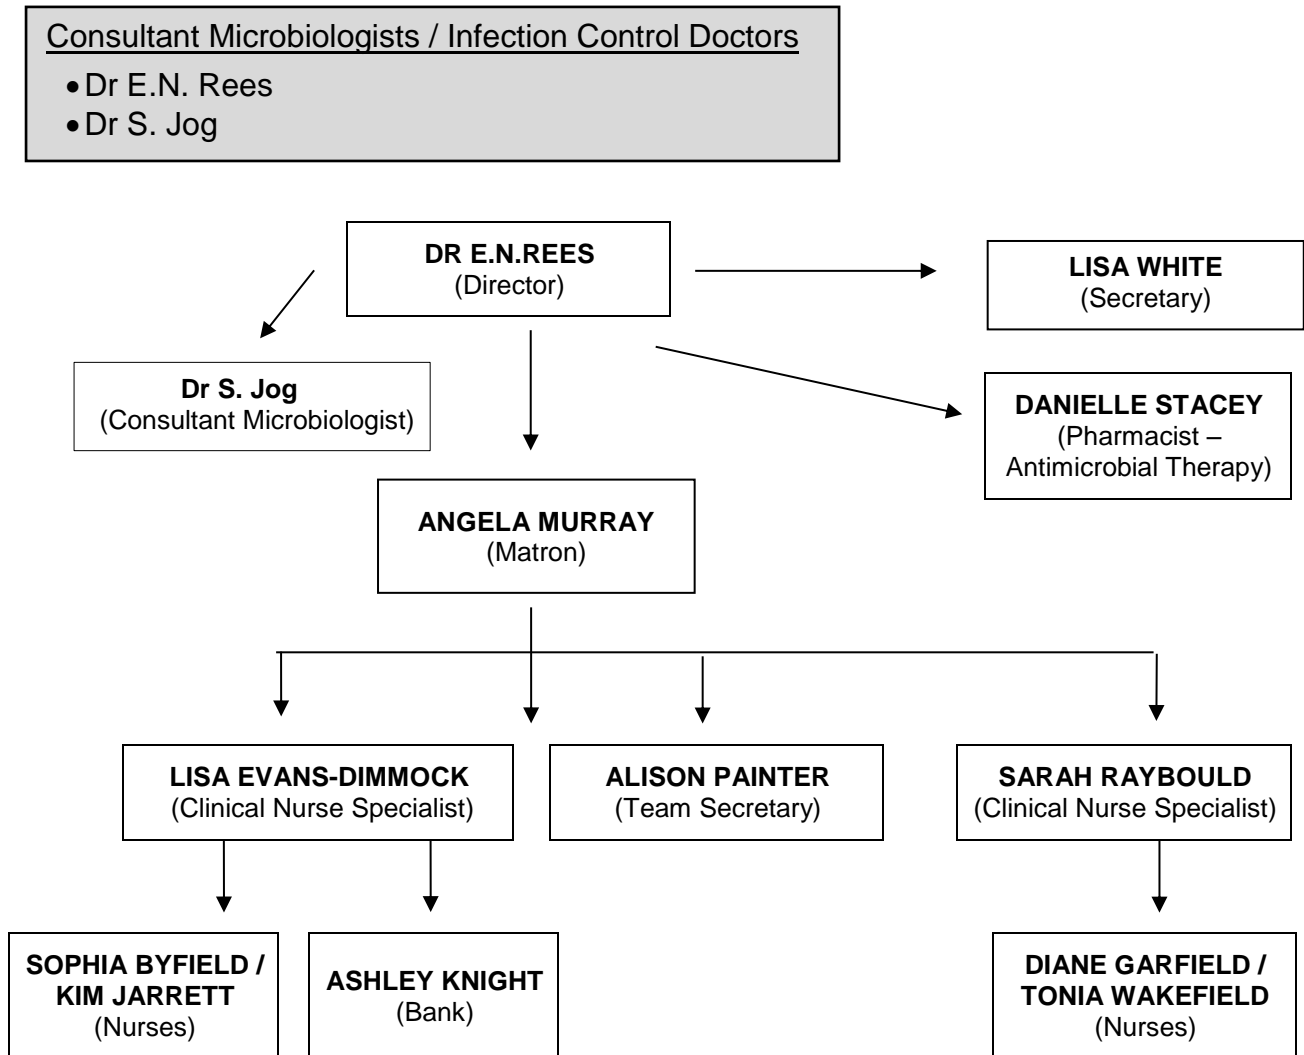 Consultant Microbiologists / Infection Control Doctors
• Dr E.N. Rees
• Dr S. Jog
DR E.N.REES
(Director)
LISA WHITE
(Secretary)
Dr S. Jog
(Consultant Microbiologist)
DANIELLE STACEY
(Pharmacist –
Antimicrobial Therapy)
ANGELA MURRAY
(Matron)
LISA EVANS-DIMMOCK
(Clinical Nurse Specialist)
ALISON PAINTER
(Team Secretary)
SARAH RAYBOULD
(Clinical Nurse Specialist)
SOPHIA BYFIELD /
KIM JARRETT
(Nurses)
ASHLEY KNIGHT
(Bank)
DIANE GARFIELD /
TONIA WAKEFIELD
(Nurses)